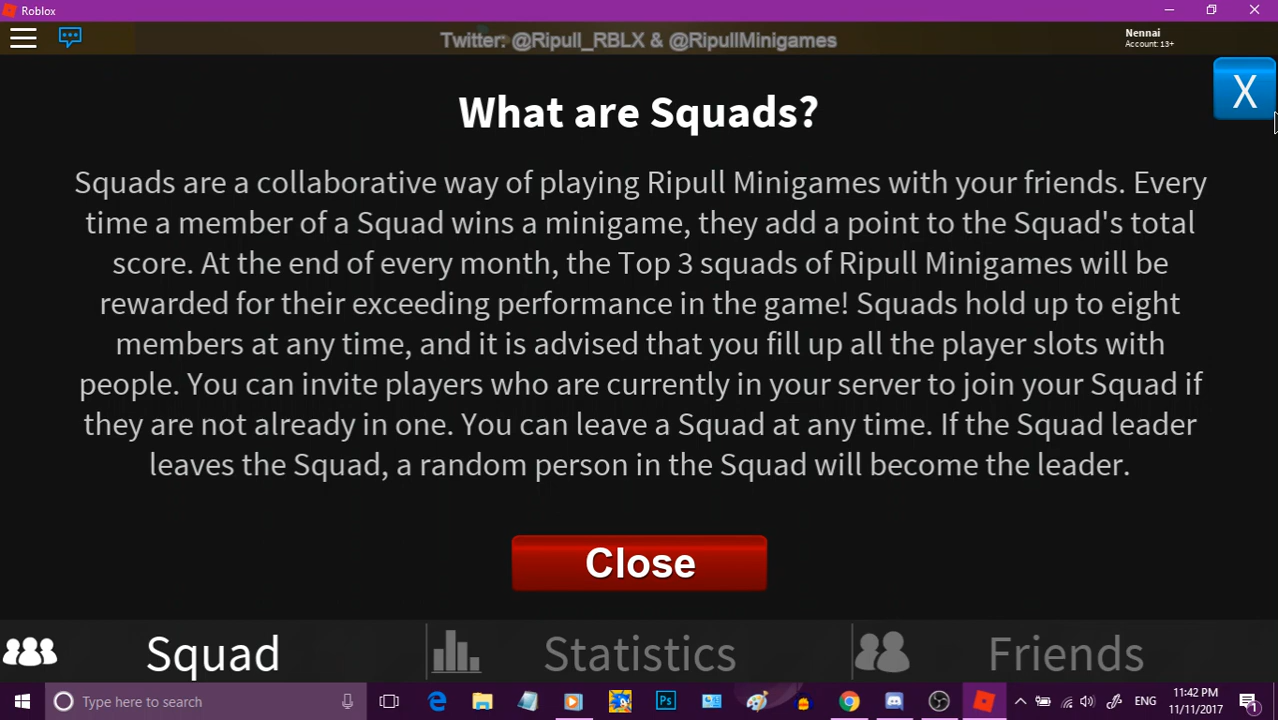 Roblox
Twitter: @Ripull_RBLX & @RipullMinigames
Nennai
Account: 13+
X
What are Squads?
Squads are a collaborative way of playing Ripull Minigames with your friends. Every
time a member of a Squad wins a minigame, they add a point to the Squad's total
score. At the end of every month, the Top 3 squads of Ripull Minigames will be
rewarded for their exceeding performance in the game! Squads hold up to eight
members at any time, and it is advised that you fill up all the player slots with
people. You can invite players who are currently in your server to join your Squad if
they are not already in one. You can leave a Squad at any time. If the Squad leader
leaves the Squad, a random person in the Squad will become the leader.
Close
Squad Statistics Friends
Type here to search
Ps
ENG
11:42 PM
11/11/2017
1